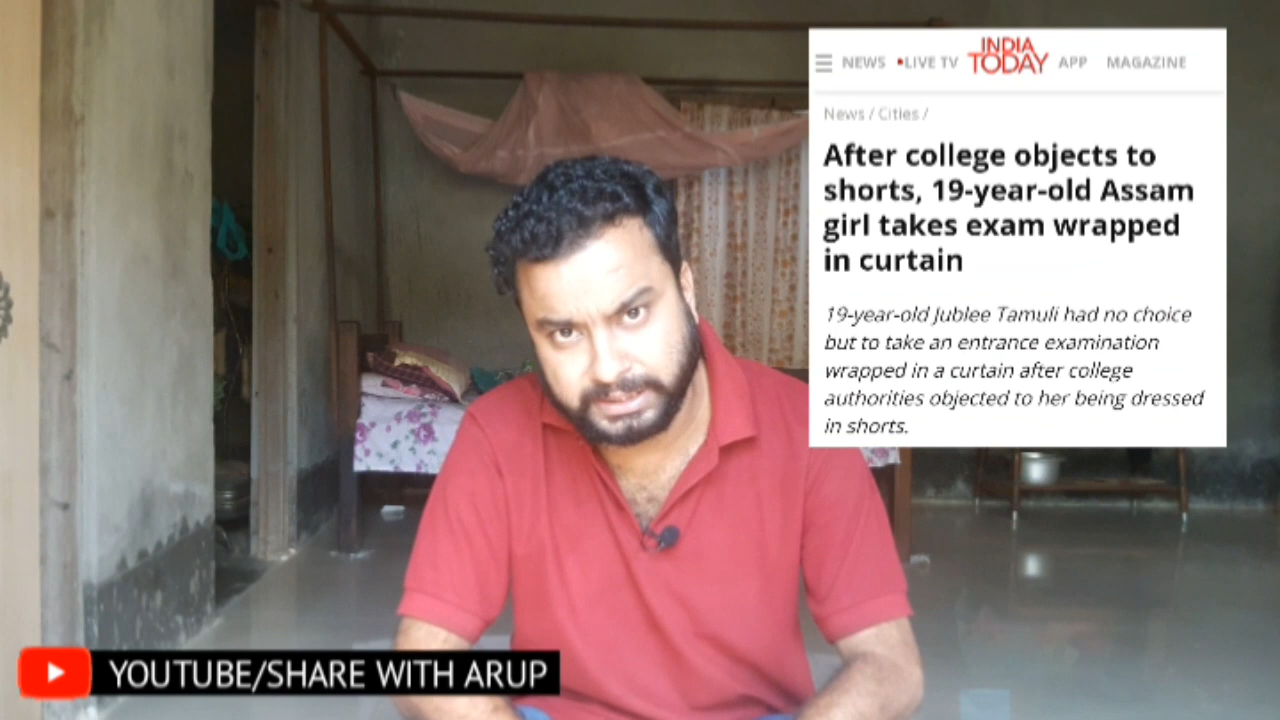 INDIA
NEWS •LIVE TV TODAY APP MAGAZINE
News / Cities /
After college objects to
shorts, 19-year-old Assam
girl takes exam wrapped
in curtain
19-year-old Jublee Tamuli had no choice
but to take an entrance examination
wrapped in a curtain after college
authorities objected to her being dressed
in shorts.
YOUTUBE/SHARE WITH ARUP